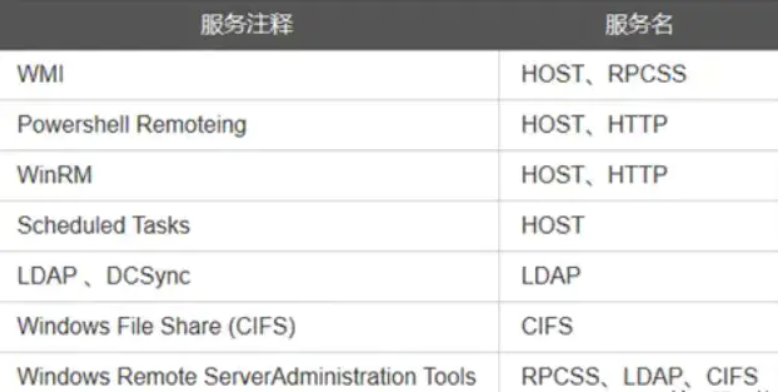 服务注释 服务名
WMI HOST、RPCSS
Powershell Remoteing HOST、HTTP
WinRM HOST、HTTP
Scheduled Tasks HOST
LDAP 、DCSync LDAP
Windows File Share (CIFS) CIFS
Windows Remote ServerAdministration Tools RPCSS、LDAP、CIFS